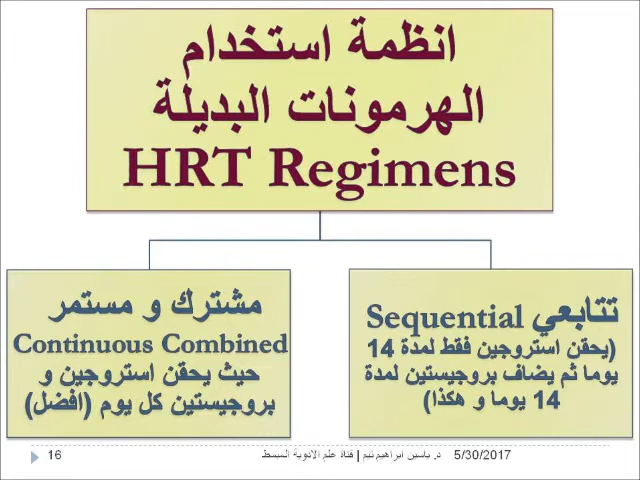 انظمة استخدام
الهرمونات البديلة
HRT Regimens
تتابعي Sequential
(يحقن استروجين فقط لمدة 14
يوما ثم يضاف بروجيستين لمدة
14 يوما و هكذا)
مشترك و مستمر
Continuous Combined
حيث يحقن استروجين و
بروجيستين كل يوم (افضل)
16
د. ياسين ابراهيم تيم | قناة علم الادوية المبسط
5/30/2017